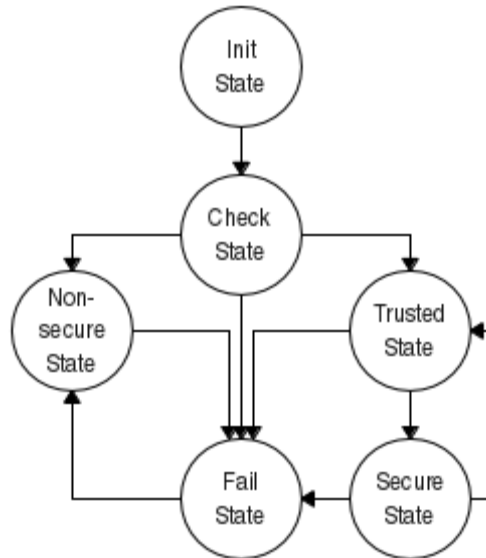 Init
State
Check
State
Non-
secure
State
Trusted
State
Fail
State
Secure
State